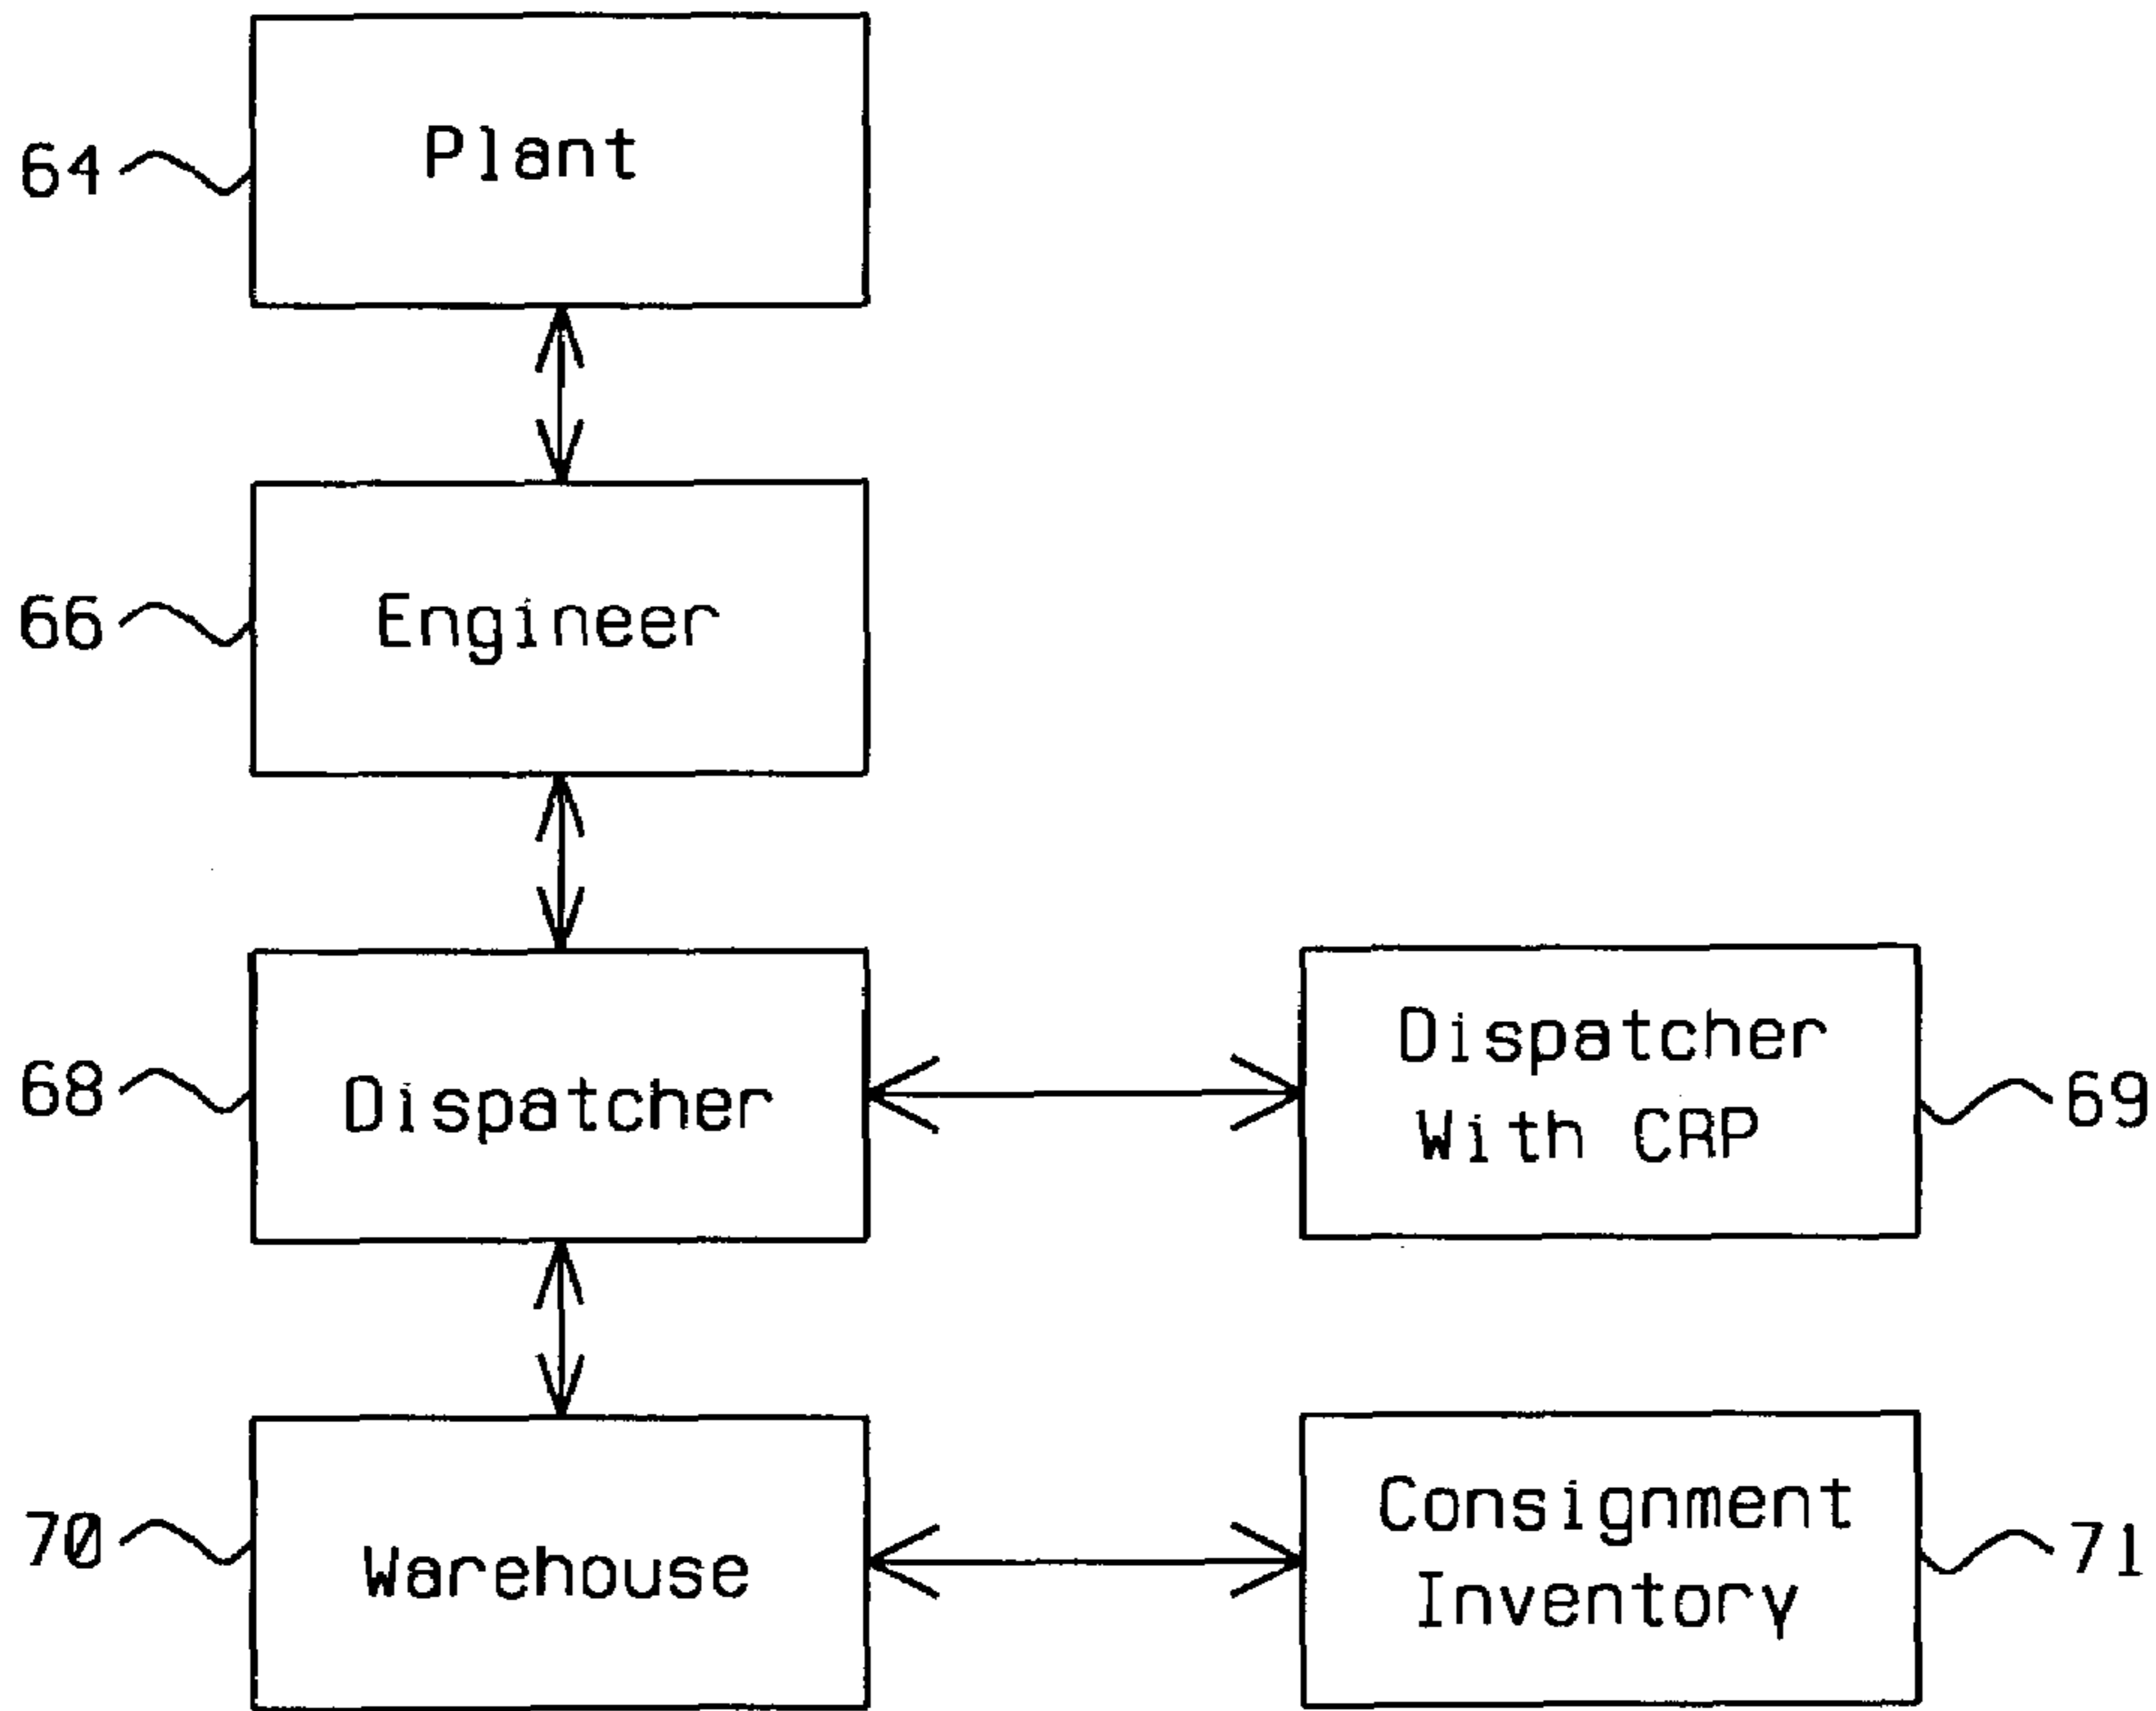 64
Plant
66
Engineer
68
Dispatcher
Dispatcher
With CRP
69
70
Warehouse
Consignment
Inventory
71